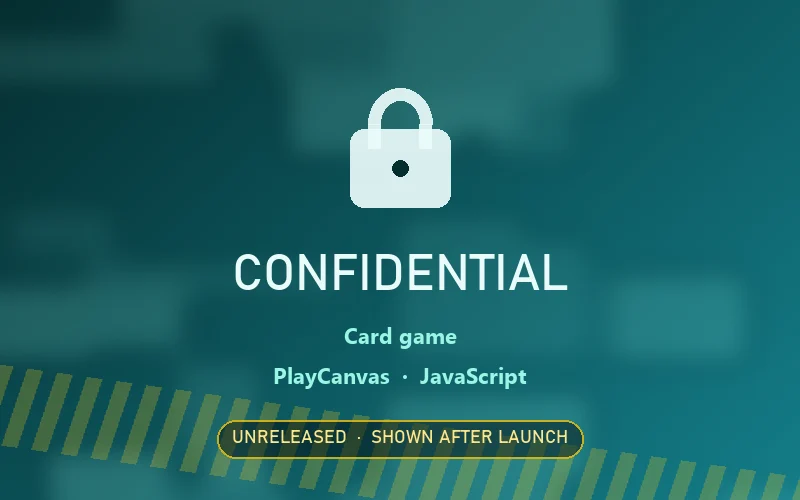 CONFIDENTIAL
Card game
PlayCanvas · JavaScript
UNRELEASED · SHOWN AFTER LAUNCH